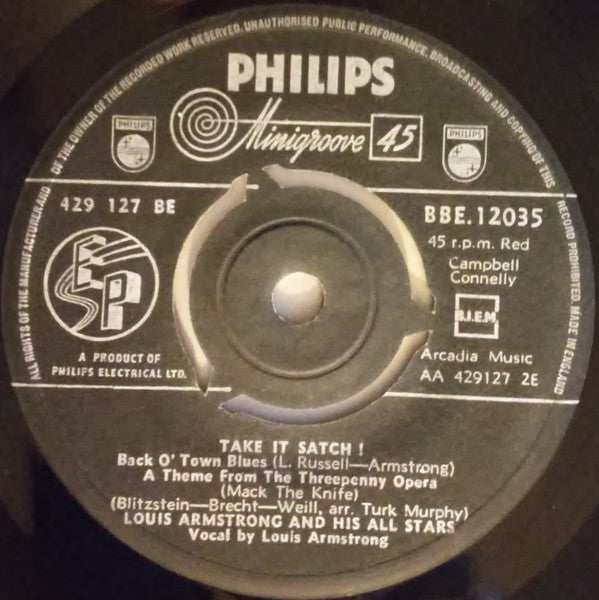 ALL RIGHTS OF THE MANUFACTURER AND OF THE OWNER OF THE RECORDED WORK RESERVED. UNAUTHORISED PUBLIC PERFORMANCE, BROADCASTING AND COPYING OF THIS RECORD PROHIBITED. MADE IN ENGLAND
PHILIPS
Minigroove 45
PHILIPS
PHILIPS
429 127 BE
BBE.12035
45 r.p.m. Red
Campbell
Connelly
B.I.E.M.
Arcadia Music
AA 429127 2E
EP
A PRODUCT OF
PHILIPS ELECTRICAL LTD.
TAKE IT SATCH !
Back O' Town Blues (L. Russell—Armstrong)
A Theme From The Threepenny Opera
(Mack The Knife)
(Blitzstein—Brecht—Weill, arr. Turk Murphy)
LOUIS ARMSTRONG AND HIS ALL STARS
Vocal by Louis Armstrong